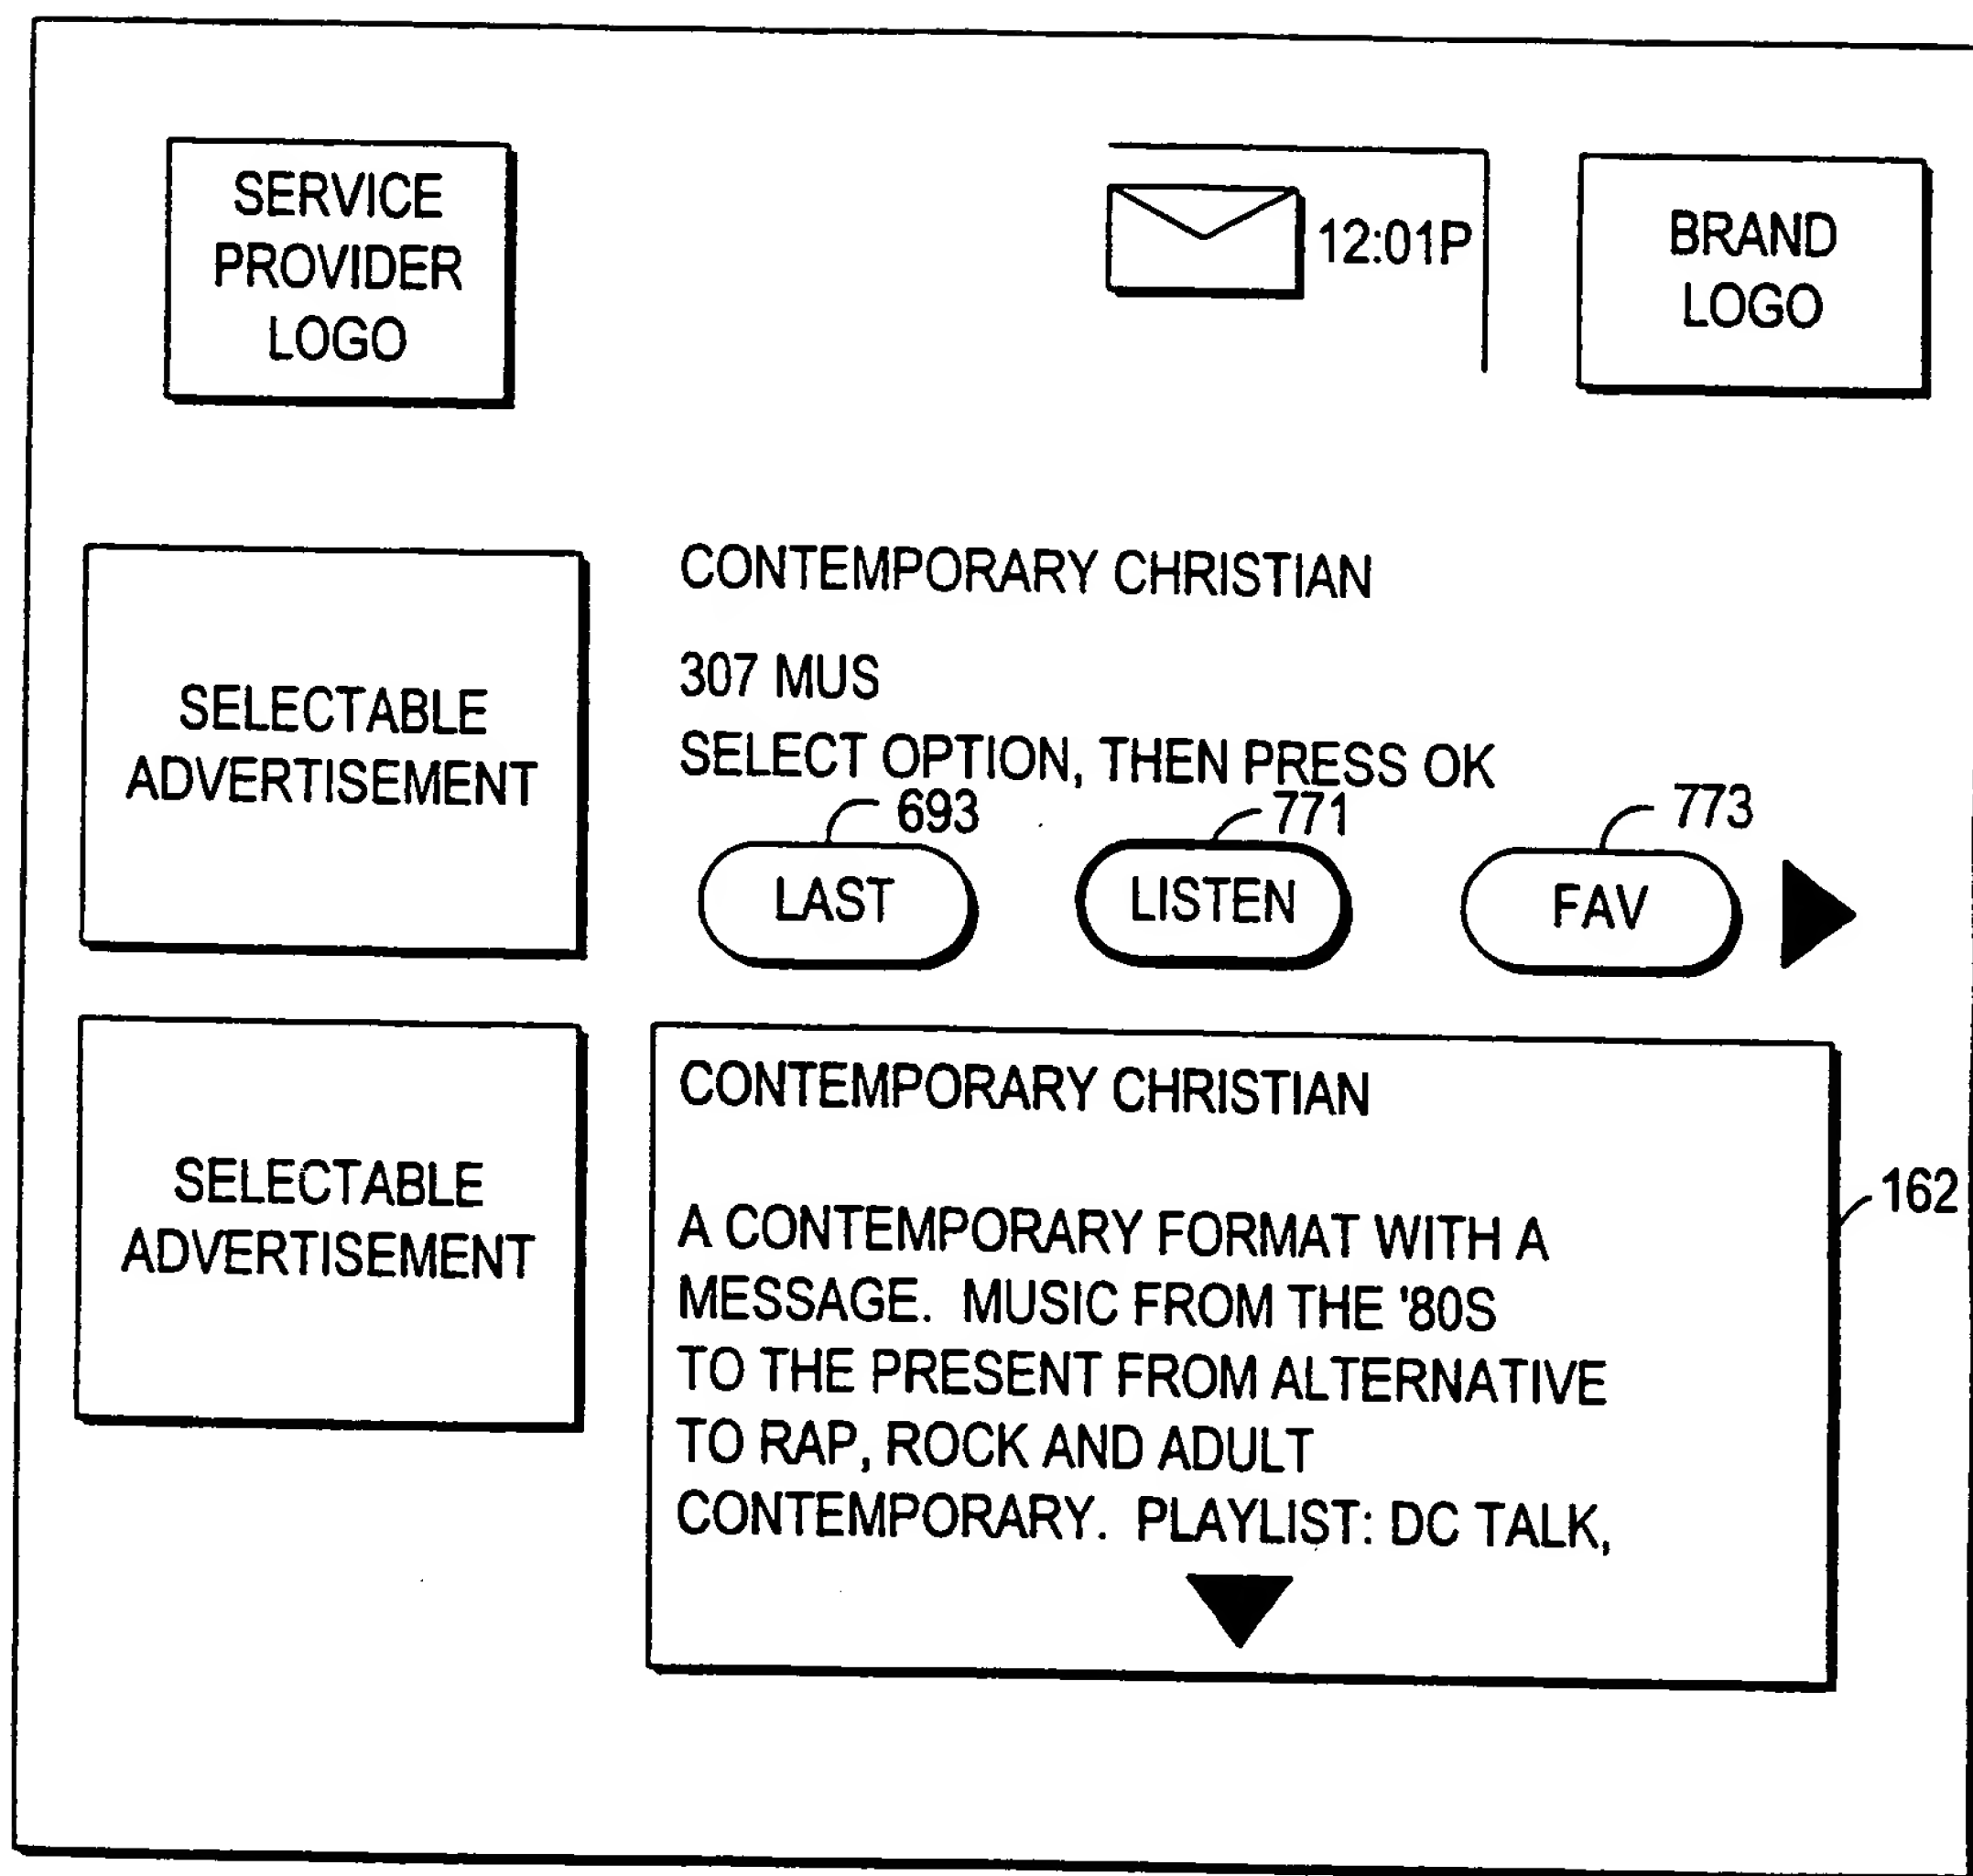 SERVICE
PROVIDER
LOGO
12:01P
BRAND
LOGO
SELECTABLE
ADVERTISEMENT
CONTEMPORARY CHRISTIAN
307 MUS
SELECT OPTION, THEN PRESS OK
693
771
773
LAST
LISTEN
FAV
SELECTABLE
ADVERTISEMENT
CONTEMPORARY CHRISTIAN
A CONTEMPORARY FORMAT WITH A
MESSAGE. MUSIC FROM THE '80S
TO THE PRESENT FROM ALTERNATIVE
TO RAP, ROCK AND ADULT
CONTEMPORARY. PLAYLIST: DC TALK,
162